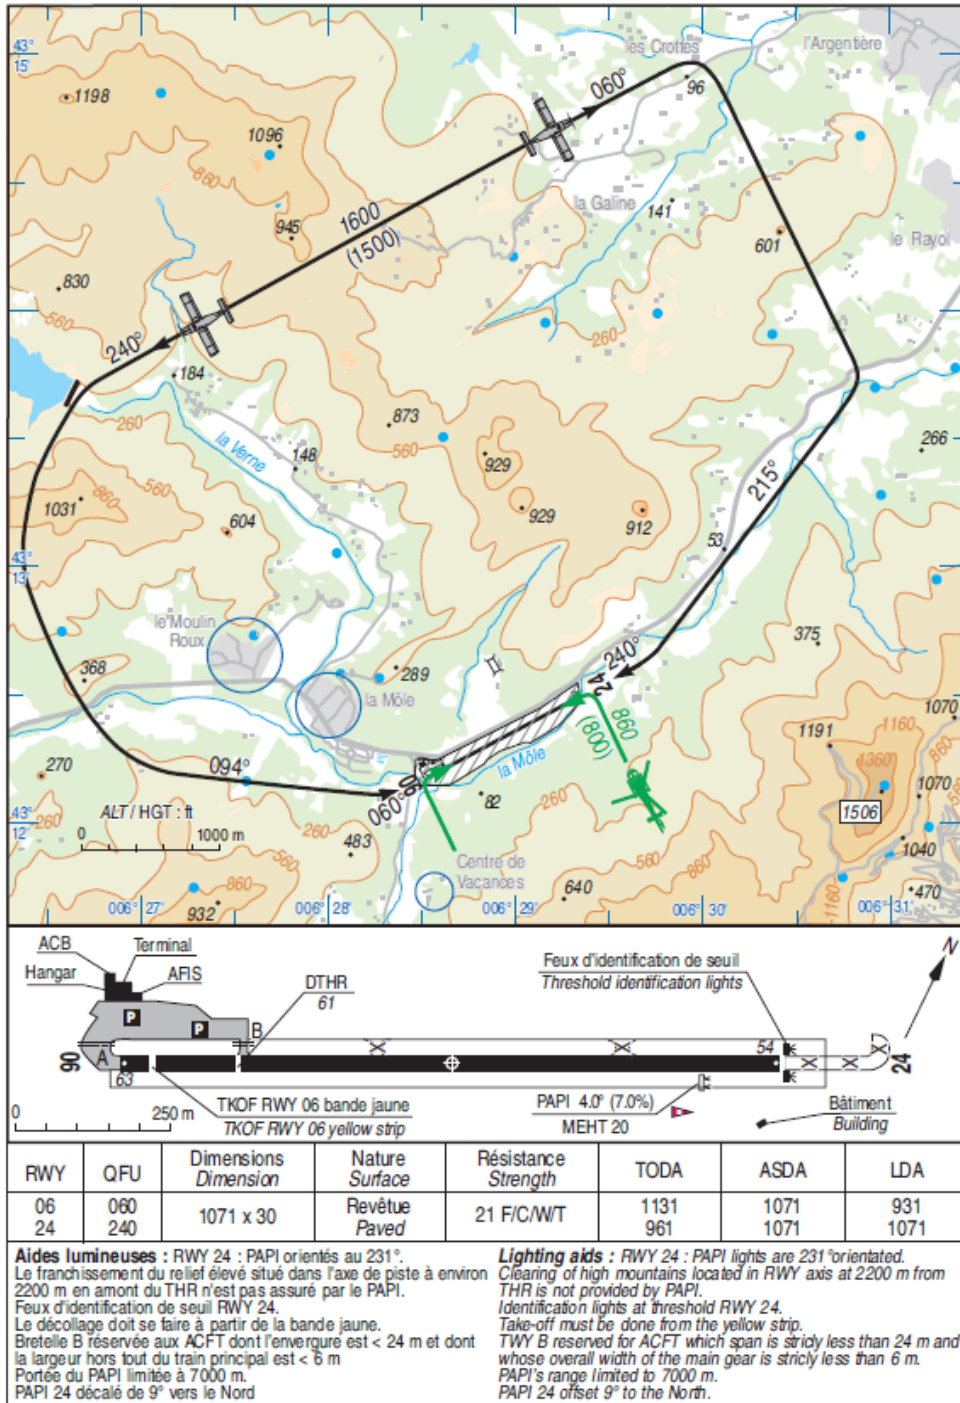 43°
15'
les Crottes
l'Argentière
060°
96
1198
1096
860
la Galine
141
1600
(1500)
945
601
le Rayol
830
560
260
240°
184
873
560
260
la Verne
148
929
266
215°
560
860
1031
604
929
912
53
43°
13'
le Moulin
Roux
375
240°
24
368
289
la Môle
860
(800)
1070
1191
1160
860
1360
la Môle
094°
270
06
060°
82
260
1070
1506
ALT / HGT : ft
0
1000 m
260
483
Centre de
Vacances
560
860
1040
43°
12'
560
860
932
640
560
1160
470
006° 27'
006° 28'
006° 29'
006° 30'
006° 31'
ACB
Terminal
Hangar
AFIS
DTHR
61
Feux d'identification de seuil
Threshold identification lights
N
P
P
B
A
06
63
54
24
0
250 m
TKOF RWY 06 bande jaune
TKOF RWY 06 yellow strip
PAPI 4.0° (7.0%)
MEHT 20
Bâtiment
Building
RWY QFU Dimensions Nature Résistance TODA ASDA LDA
Dimension Surface Strength
06 060 1071 x 30 Revêtue 21 F/C/W/T 1131 1071 931
24 240 Paved 961 1071 1071
Aides lumineuses : RWY 24 : PAPI orientés au 231°.
Le franchissement du relief élevé situé dans l'axe de piste à environ
2200 m en amont du THR n'est pas assuré par le PAPI.
Feux d'identification de seuil RWY 24.
Le décollage doit se faire à partir de la bande jaune.
Bretelle B réservée aux ACFT dont l'envergure est < 24 m et dont
la largeur hors tout du train principal est < 6 m
Portée du PAPI limitée à 7000 m.
PAPI 24 décalé de 9° vers le Nord
Lighting aids : RWY 24 : PAPI lights are 231°orientated.
Clearing of high mountains located in RWY axis at 2200 m from
THR is not provided by PAPI.
Identification lights at threshold RWY 24.
Take-off must be done from the yellow strip.
TWY B reserved for ACFT which span is stricly less than 24 m and
whose overall width of the main gear is stricly less than 6 m.
PAPI's range limited to 7000 m.
PAPI 24 offset 9° to the North.